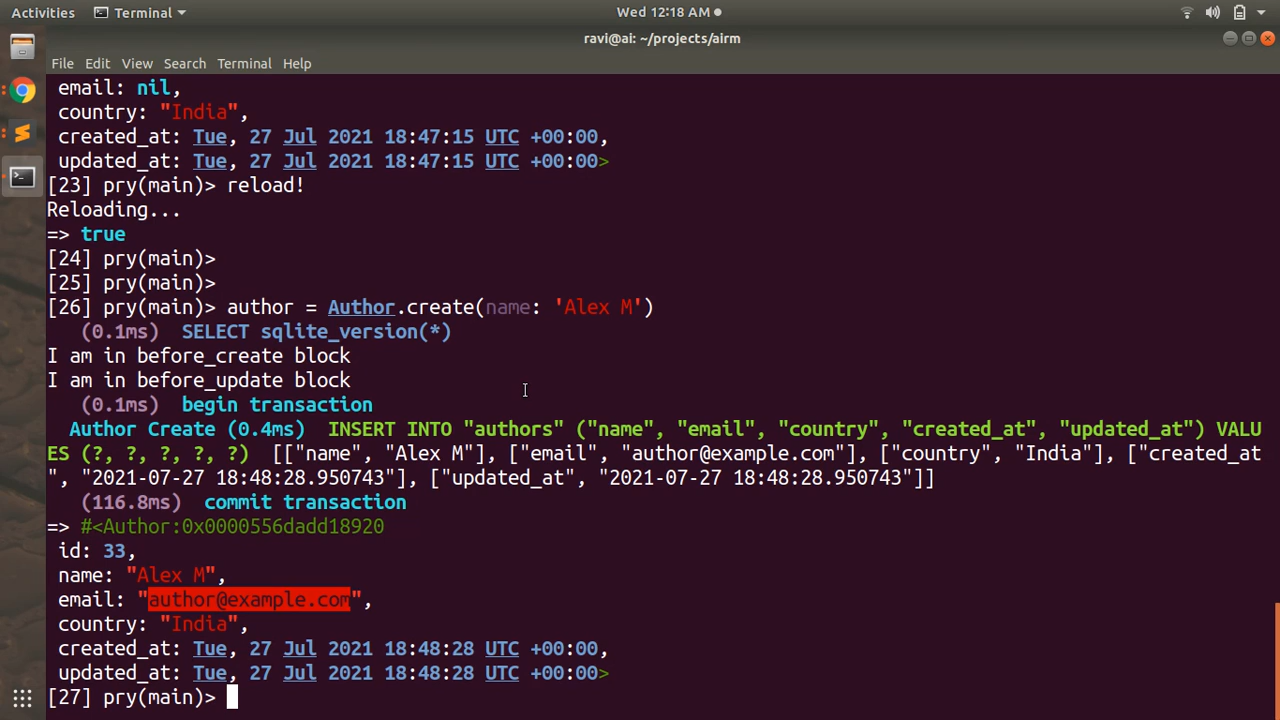 Activities
Terminal
Wed 12:18 AM
ravi@ai: ~/projects/airm
File Edit View Search Terminal Help
email: nil,
country: "India",
created_at: Tue, 27 Jul 2021 18:47:15 UTC +00:00,
updated_at: Tue, 27 Jul 2021 18:47:15 UTC +00:00>
[23] pry(main)> reload!
Reloading...
=> true
[24] pry(main)>
[25] pry(main)>
[26] pry(main)> author = Author.create(name: 'Alex M')
(0.1ms) SELECT sqlite_version(*)
I am in before_create block
I am in before_update block
(0.1ms) begin transaction
Author Create (0.4ms) INSERT INTO "authors" ("name", "email", "country", "created_at", "updated_at") VALU
ES (?, ?, ?, ?, ?) [["name", "Alex M"], ["email", "author@example.com"], ["country", "India"], ["created_at
", "2021-07-27 18:48:28.950743"], ["updated_at", "2021-07-27 18:48:28.950743"]]
(116.8ms) commit transaction
=> #<Author:0x0000556dadd18920
id: 33,
name: "Alex M",
email: "author@example.com",
country: "India",
created_at: Tue, 27 Jul 2021 18:48:28 UTC +00:00,
updated_at: Tue, 27 Jul 2021 18:48:28 UTC +00:00>
[27] pry(main)>